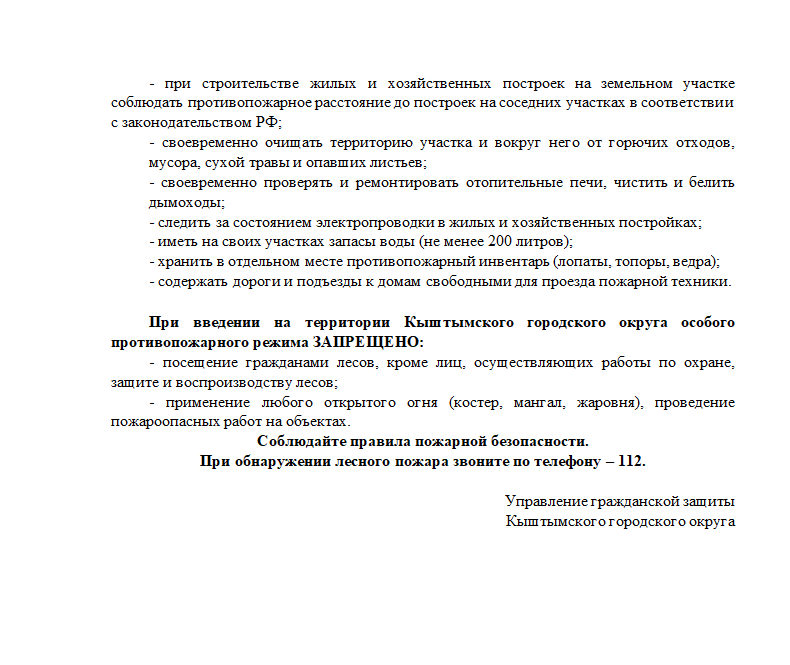 - при строительстве жилых и хозяйственных построек на земельном участке
соблюдать противопожарное расстояние до построек на соседних участках в соответствии
с законодательством РФ;
- своевременно очищать территорию участка и вокруг него от горючих отходов,
мусора, сухой травы и опавших листьев;
- своевременно проверять и ремонтировать отопительные печи, чистить и белить
дымоходы;
- следить за состоянием электропроводки в жилых и хозяйственных постройках;
- иметь на своих участках запасы воды (не менее 200 литров);
- хранить в отдельном месте противопожарный инвентарь (лопаты, топоры, ведра);
- содержать дороги и подъезды к домам свободными для проезда пожарной техники.
При введении на территории Кыштымского городского округа особого
противопожарного режима ЗАПРЕЩЕНО:
- посещение гражданами лесов, кроме лиц, осуществляющих работы по охране,
защите и воспроизводству лесов;
- применение любого открытого огня (костер, мангал, жаровня), проведение
пожароопасных работ на объектах.
Соблюдайте правила пожарной безопасности.
При обнаружении лесного пожара звоните по телефону – 112.
Управление гражданской защиты
Кыштымского городского округа